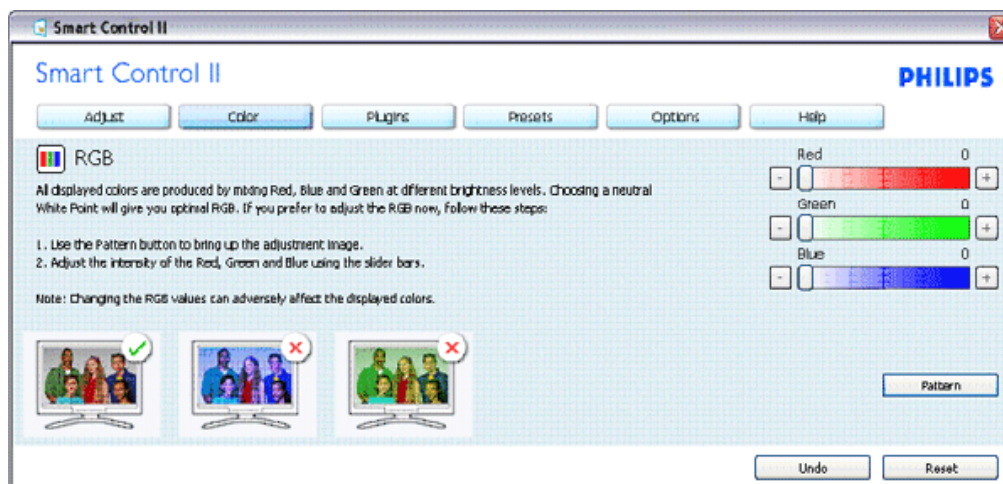 Smart Control II
Smart Control II
PHILIPS
Adjust Color Plugins Presets Options Help
RGB
All displayed colors are produced by mixing Red, Blue and Green at different brightness levels. Choosing a neutral
White Point will give you optimal RGB. If you prefer to adjust the RGB now, follow these steps:
1. Use the Pattern button to bring up the adjustment image.
2. Adjust the intensity of the Red, Green and Blue using the slider bars.
Note: Changing the RGB values can adversely affect the displayed colors.
Red 0
- +
Green 0
- +
Blue 0
- +
Pattern
Undo Reset